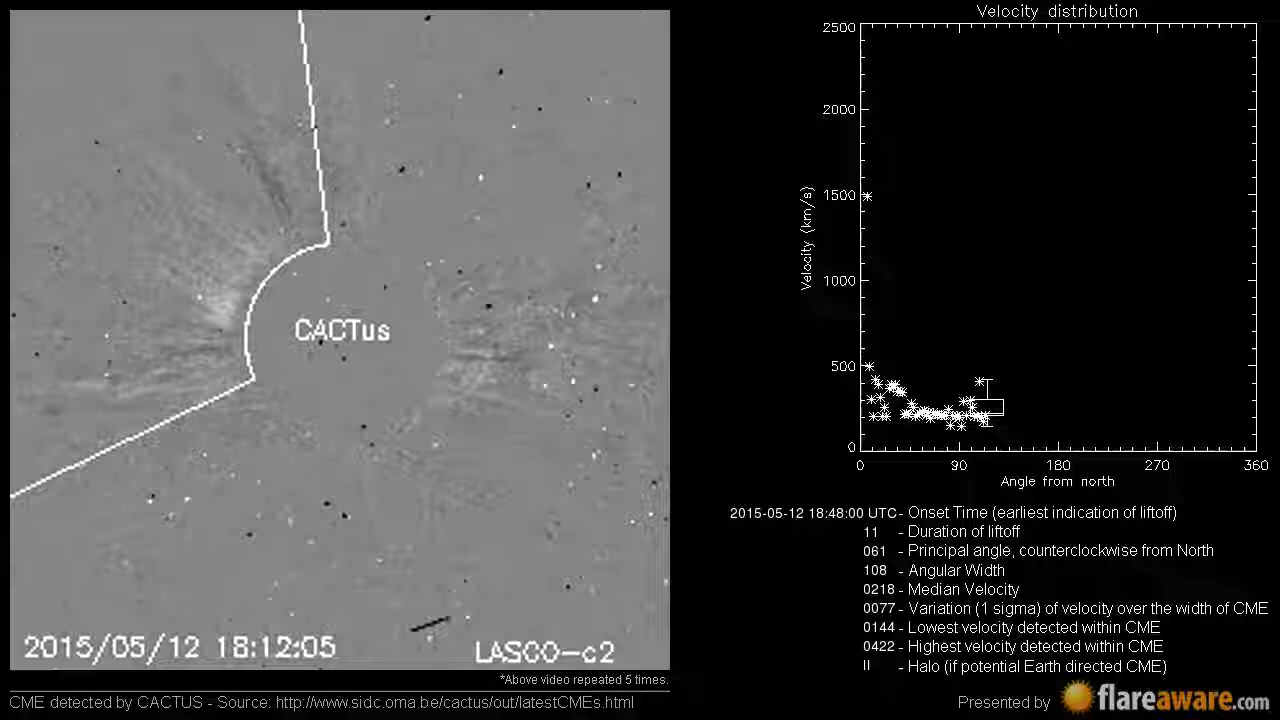 Velocity distribution
2500
2000
1500
1000
500
0
Velocity (km/s)
0 90 180 270 360
Angle from north
CACTus
2015/05/12 18:12:05
LASCO-c2
*Above video repeated 5 times.
CME detected by CACTUS - Source: http://www.sidc.oma.be/cactus/out/latestCMEs.html
2015-05-12 18:48:00 UTC - Onset Time (earliest indication of liftoff)
11 - Duration of liftoff
061 - Principal angle, counterclockwise from North
108 - Angular Width
0218 - Median Velocity
0077 - Variation (1 sigma) of velocity over the width of CME
0144 - Lowest velocity detected within CME
0422 - Highest velocity detected within CME
II - Halo (if potential Earth directed CME)
Presented by flareaware.com